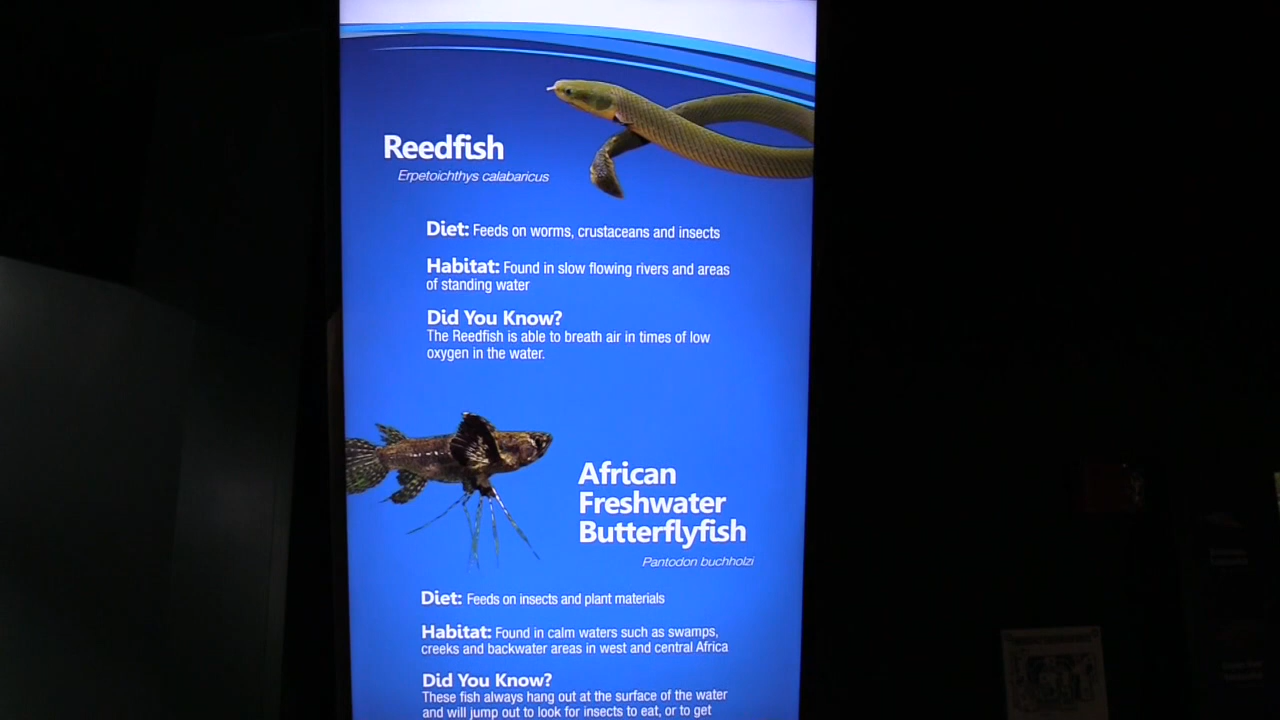 Reedfish
Erpetoichthys calabaricus
Diet: Feeds on worms, crustaceans and insects
Habitat: Found in slow flowing rivers and areas
of standing water
Did You Know?
The Reedfish is able to breath air in times of low
oxygen in the water.
African
Freshwater
Butterflyfish
Pantodon buchholzi
Diet: Feeds on insects and plant materials
Habitat: Found in calm waters such as swamps,
creeks and backwater areas in west and central Africa
Did You Know?
These fish always hang out at the surface of the water
and will jump out to look for insects to eat, or to get